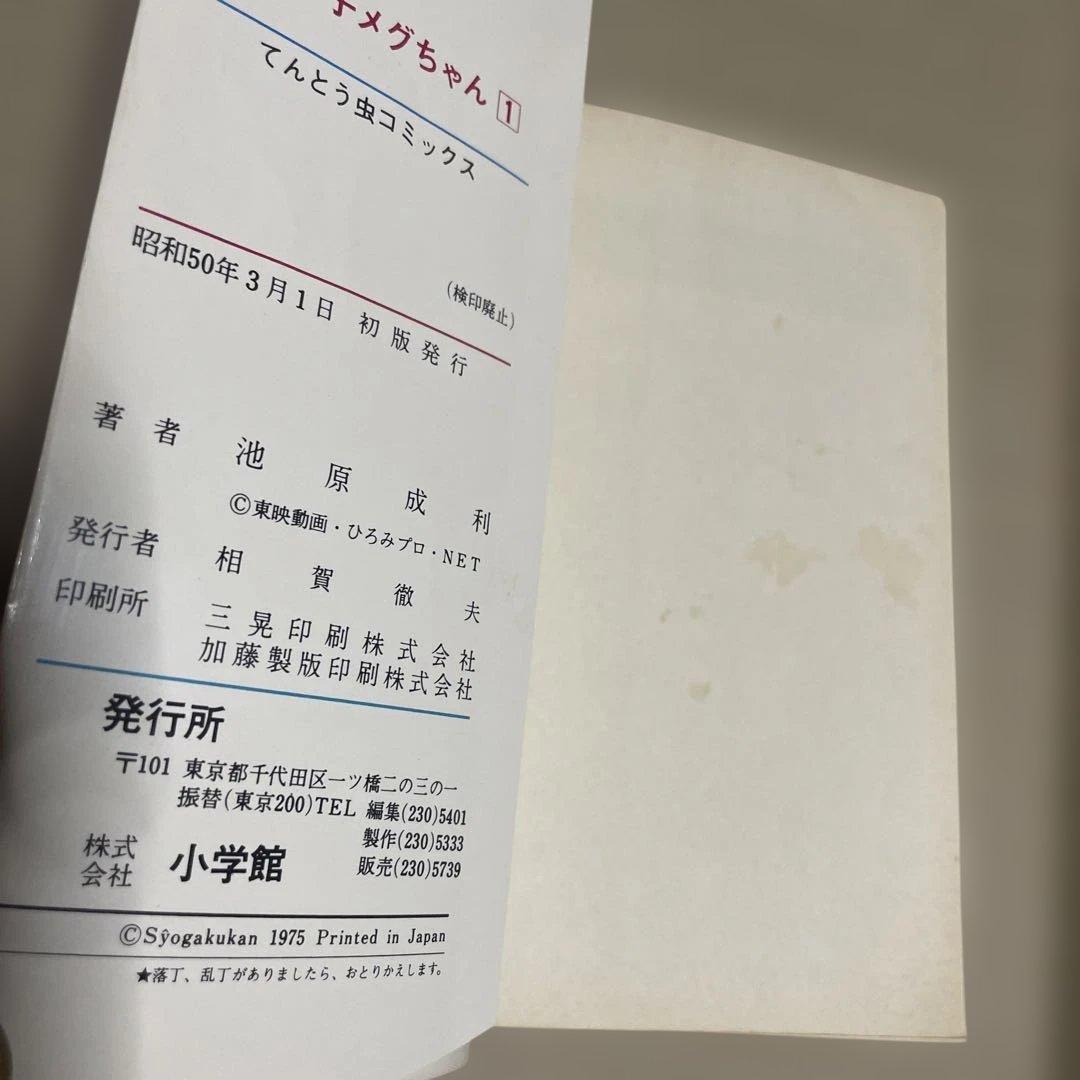 子メグちゃん 1
てんとう虫コミックス
(検印廃止)
昭和50年3月1日 初版発行
著者 池原成利
©東映動画・ひろみプロ・NET
発行者 相賀徹夫
印刷所 三晃印刷株式会社
加藤製版印刷株式会社
発行所
〒101 東京都千代田区一ツ橋二の三の一
振替(東京200)TEL 編集(230)5401
製作(230)5333
販売(230)5739
株式会社 小学館
©Syôgakukan 1975 Printed in Japan
★落丁、乱丁がありましたら、おとりかえします。